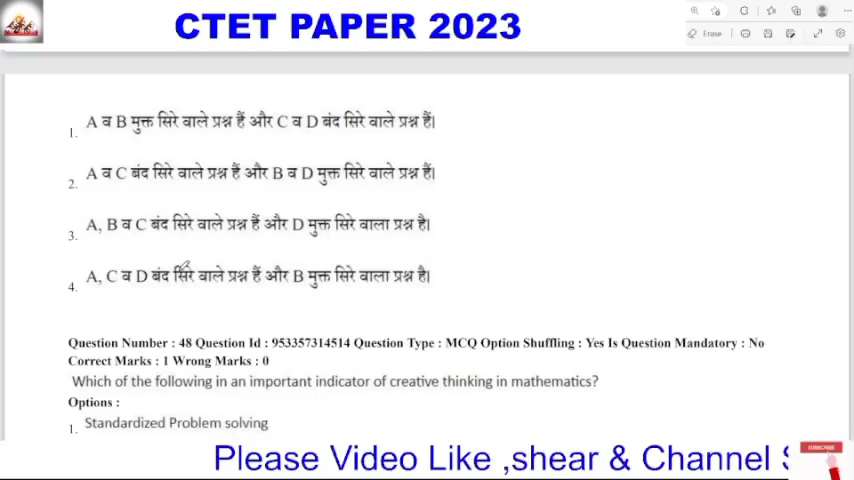 CTET PAPER 2023
Erase
1. A व B मुक्त सिरे वाले प्रश्न हैं और C व D बंद सिरे वाले प्रश्न हैं।
2. A व C बंद सिरे वाले प्रश्न हैं और B व D मुक्त सिरे वाले प्रश्न हैं।
3. A, B व C बंद सिरे वाले प्रश्न हैं और D मुक्त सिरे वाला प्रश्न है।
4. A, C व D बंद सिरे वाले प्रश्न हैं और B मुक्त सिरे वाला प्रश्न है।
Question Number : 48 Question Id : 953357314514 Question Type : MCQ Option Shuffling : Yes Is Question Mandatory : No
Correct Marks : 1 Wrong Marks : 0
Which of the following in an important indicator of creative thinking in mathematics?
Options :
1. Standardized Problem solving
Please Video Like ,shear & Channel S
SUBSCRIBE